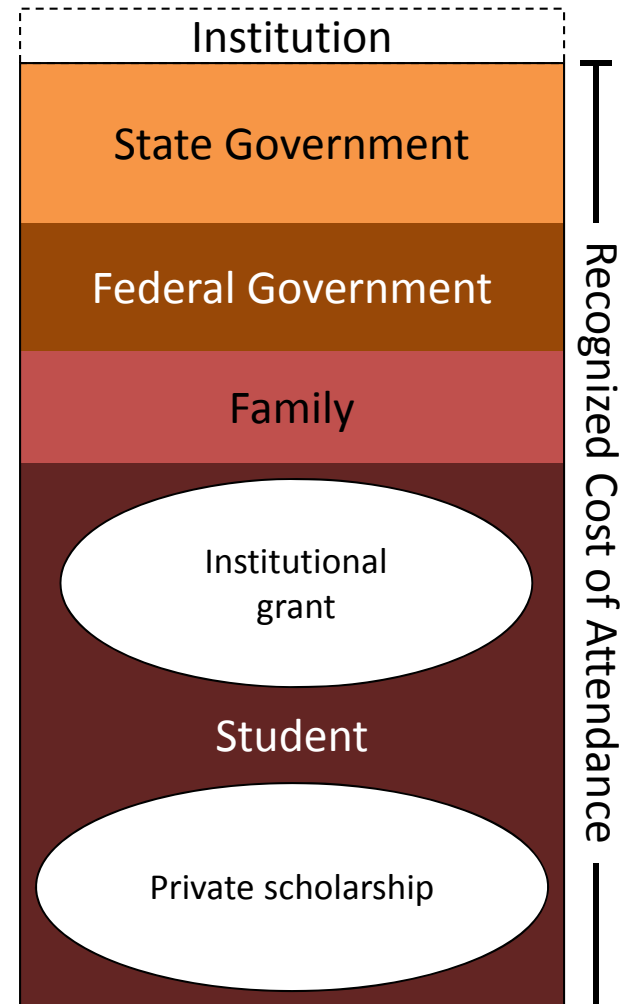 Institution
State Government
Federal Government
Family
Institutional
grant
Student
Private scholarship
Recognized Cost of Attendance